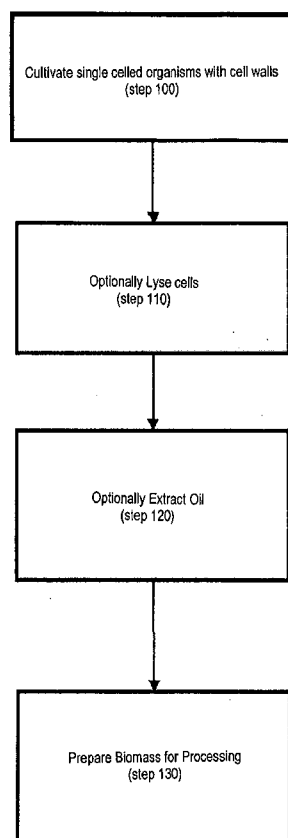 Cultivate single celled organisms with cell walls
(step 100)
Optionally Lyse cells
(step 110)
Optionally Extract Oil
(step 120)
Prepare Biomass for Processing
(step 130)